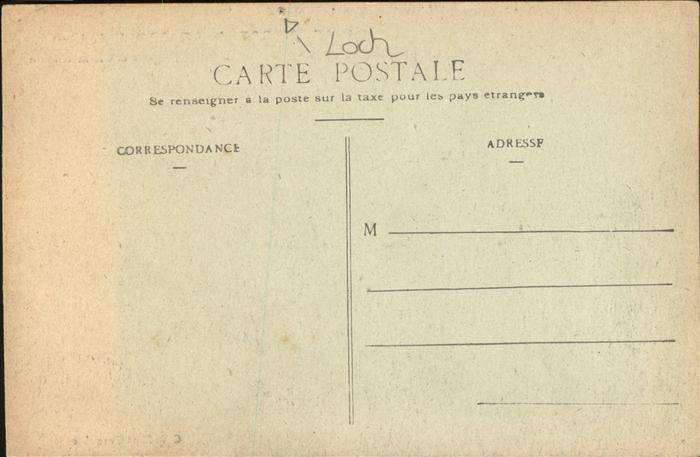 Loch
CARTE POSTALE
Se renseigner à la poste sur la taxe pour les pays etrangers
CORRESPONDANCE
ADRESSE
M